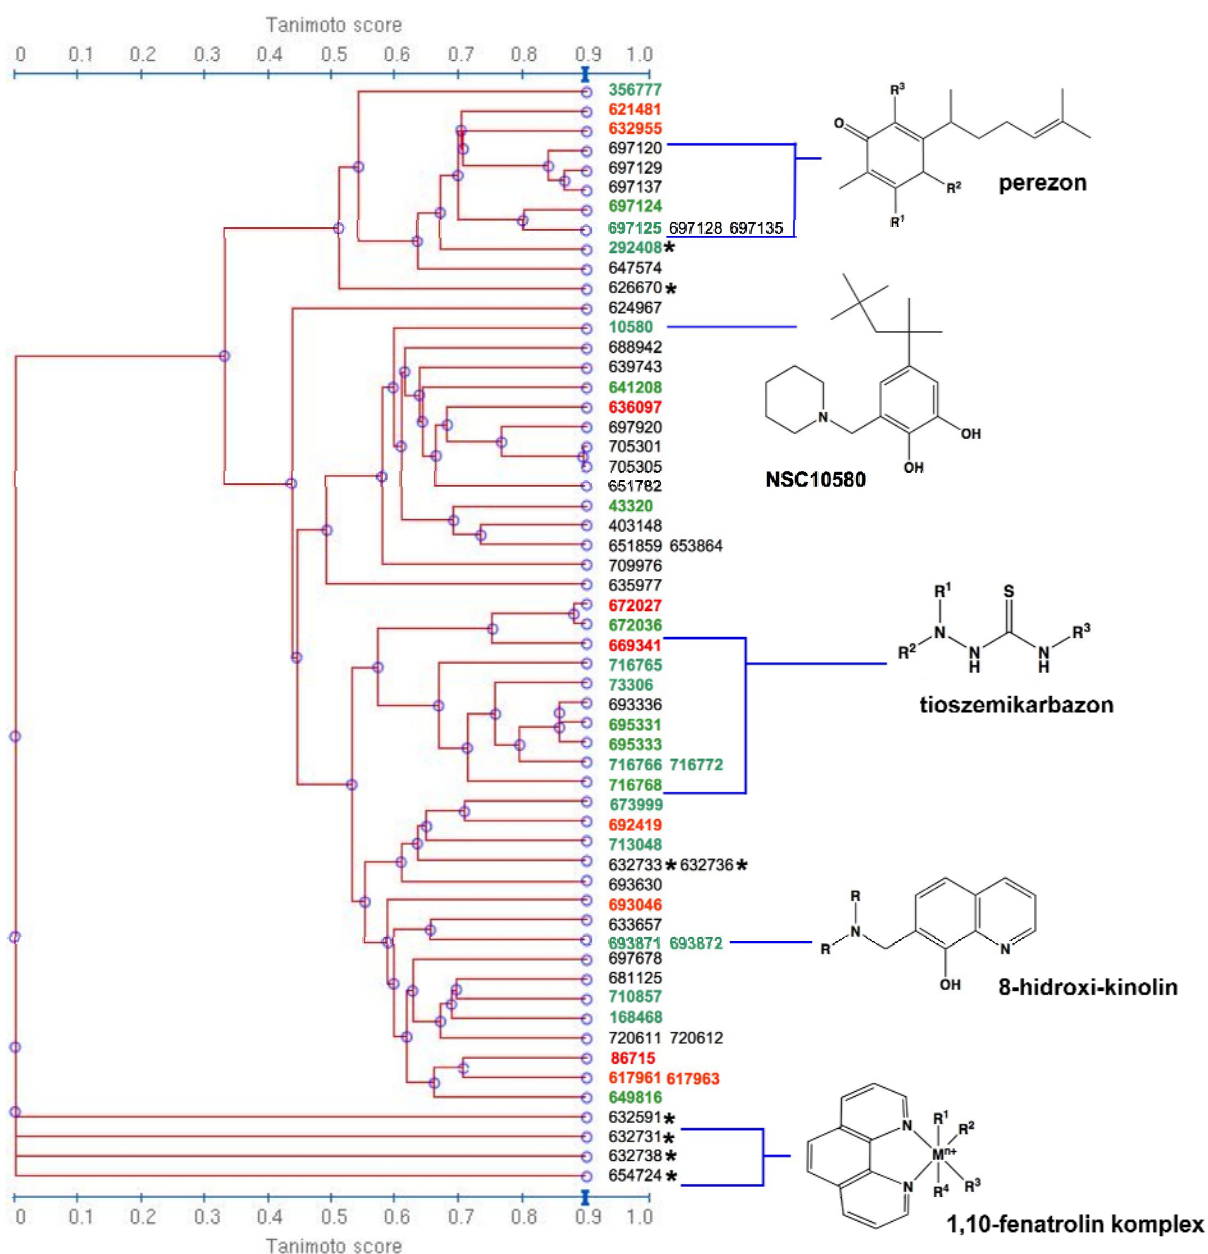 Tanimoto score
0 0.1 0.2 0.3 0.4 0.5 0.6 0.7 0.8 0.9 1.0
356777
621481
632955
697120
697129
697137
697124
697125 697128 697135
292408*
647574
626670*
624967
10580
688942
639743
641208
636097
697920
705301
705305
651782
43320
403148
651859 653864
709976
635977
672027
672036
669341
716765
73306
693336
695331
695333
716766 716772
716768
673999
692419
713048
632733* 632736*
693630
693046
633657
693871 693872
697678
681125
710857
168468
720611 720612
86715
617961 617963
649816
632591*
632731*
632738*
654724*
0 0.1 0.2 0.3 0.4 0.5 0.6 0.7 0.8 0.9 1.0
Tanimoto score
R³
O
R²
R¹
perezon
N
OH
OH
NSC10580
R¹
S
N
R³
R²
N
H
N
H
tioszemikarbazon
R
N
R
N
OH
8-hidroxi-kinolin
R¹
N
R²
Mⁿ⁺
N
R⁴
R³
1,10-fenatrolin komplex